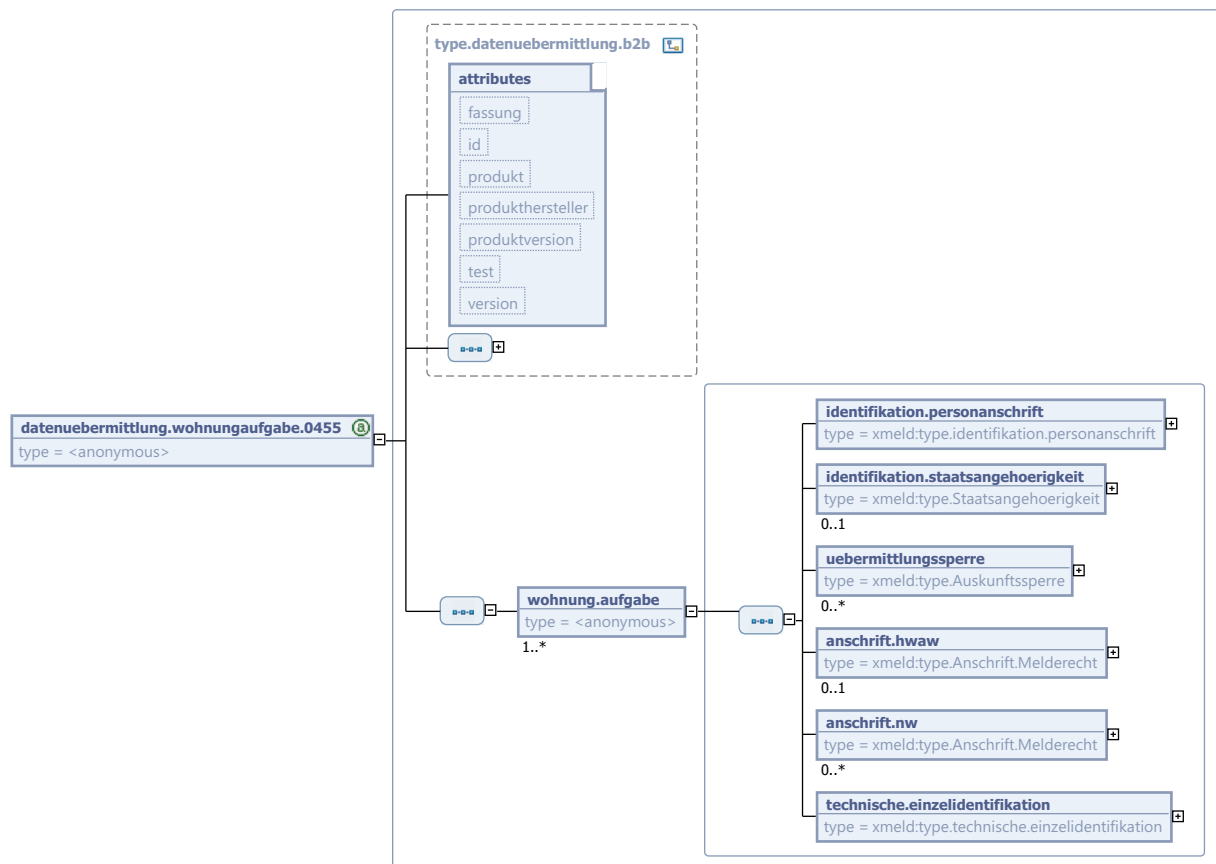 type.datenuebermittlung.b2b
attributes
fassung
id
produkt
produkthersteller
produktversion
test
version
datenuebermittlung.wohnungaufgabe.0455
type = <anonymous>
wohnung.aufgabe
type = <anonymous>
1..*
identifikation.personanschrift
type = xmeld:type.identifikation.personanschrift
identifikation.staatsangehoerigkeit
type = xmeld:type.Staatsangehoerigkeit
0..1
uebermittlungssperre
type = xmeld:type.Auskunftssperre
0..*
anschrift.hwaw
type = xmeld:type.Anschrift.Melderecht
0..1
anschrift.nw
type = xmeld:type.Anschrift.Melderecht
0..*
technische.einzelidentifikation
type = xmeld:type.technische.einzelidentifikation